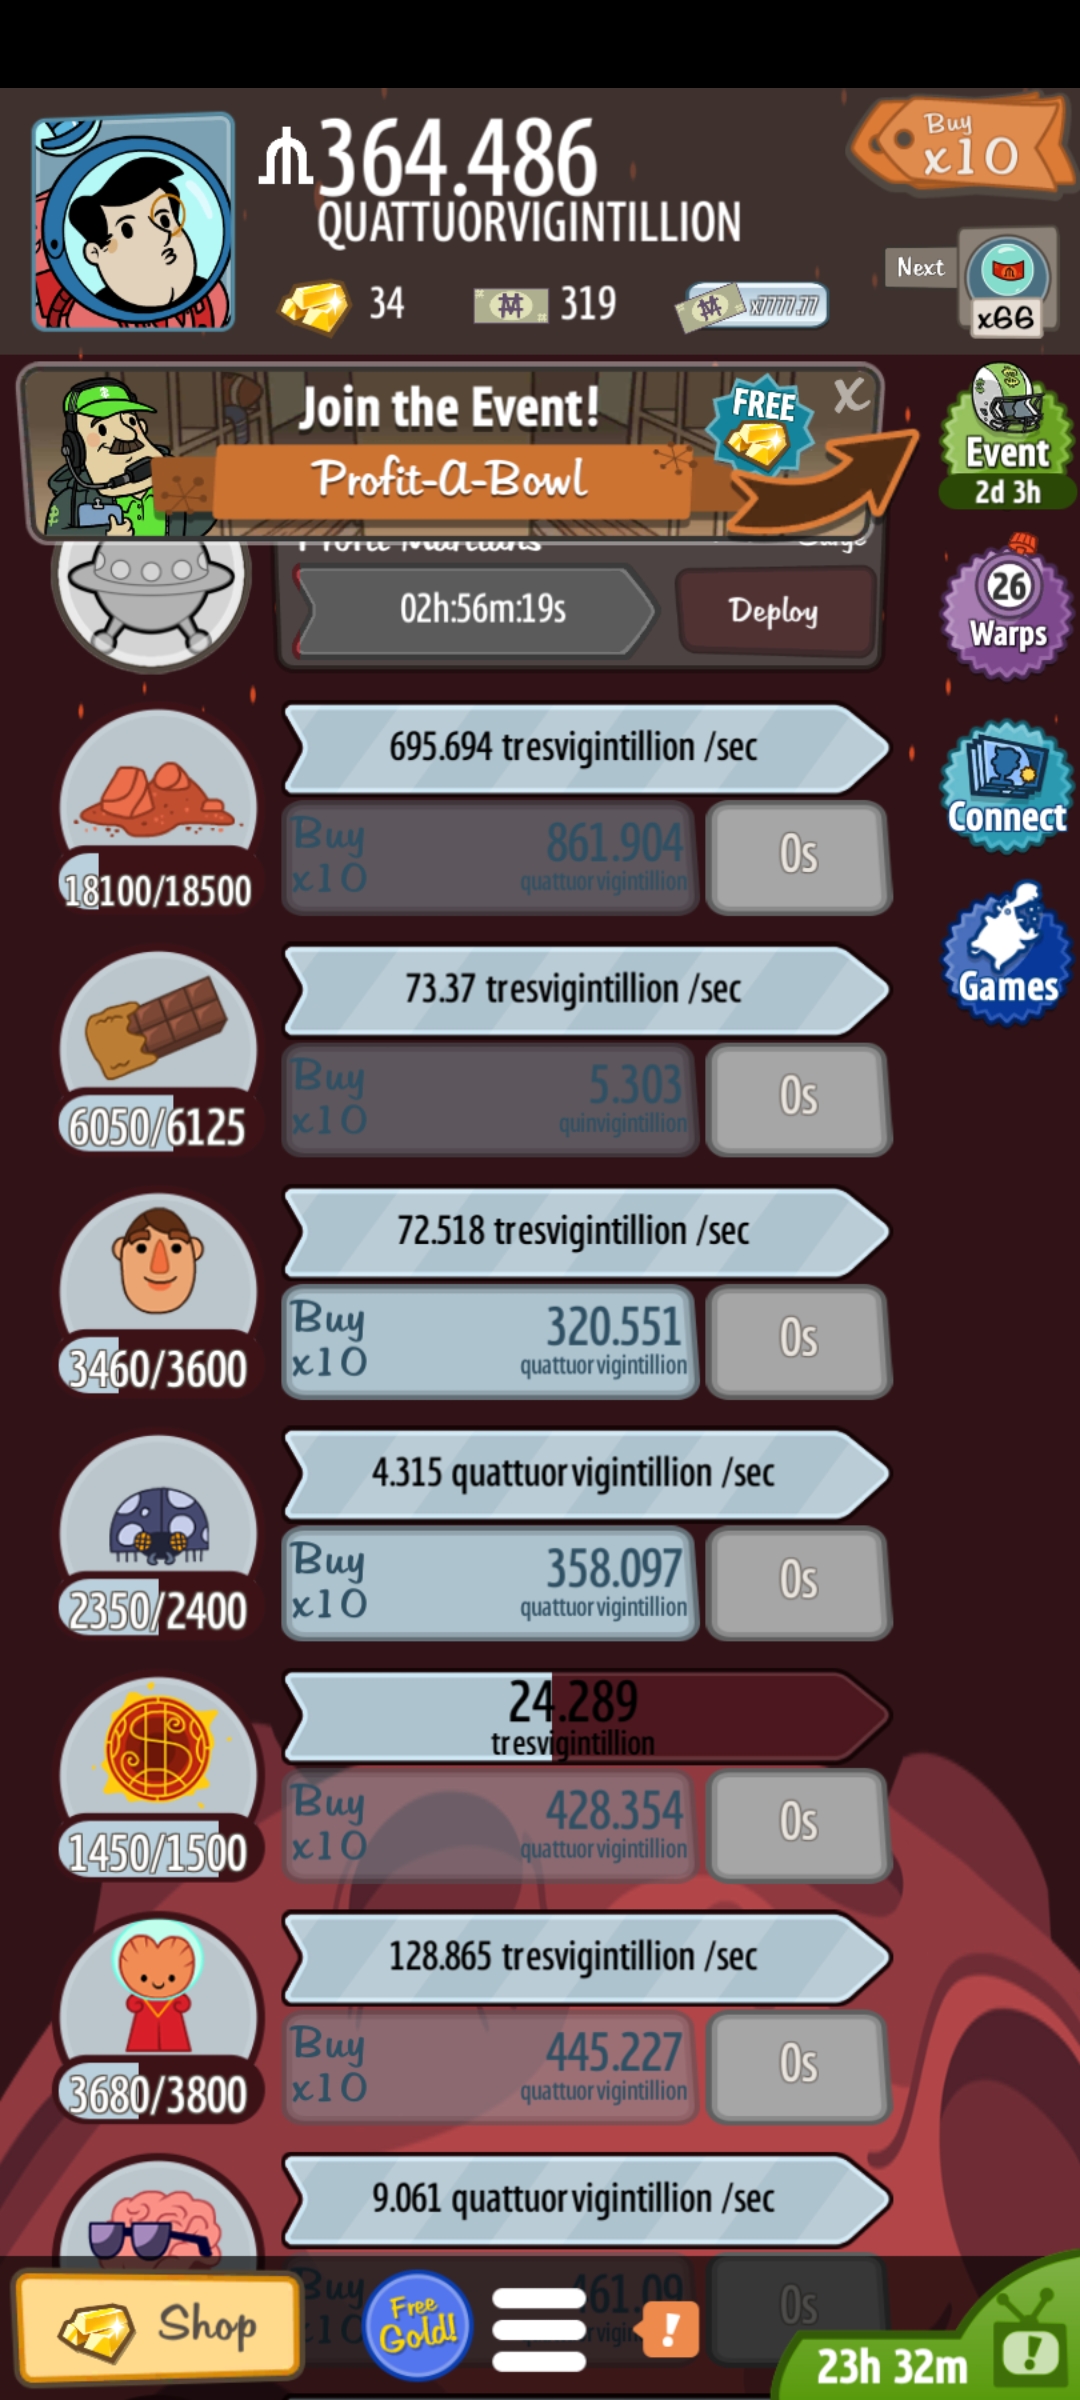 364.486
QUATTUORVIGINTILLION
Buy
x10
34
319
x7777.77
Next
x66
Join the Event!
Profit-A-Bowl
FREE
Event
2d 3h
Profit Martians
02h:56m:19s
Deploy
26
Warps
695.694 tresvigintillion /sec
Buy
x10
861.904
quattuorvigintillion
0s
18100/18500
Connect
73.37 tresvigintillion /sec
Buy
x10
5.303
quinvigintillion
0s
6050/6125
Games
72.518 tresvigintillion /sec
Buy
x10
320.551
quattuorvigintillion
0s
3460/3600
4.315 quattuorvigintillion /sec
Buy
x10
358.097
quattuorvigintillion
0s
2350/2400
24.289
tresvigintillion
Buy
x10
428.354
quattuorvigintillion
0s
1450/1500
128.865 tresvigintillion /sec
Buy
x10
445.227
quattuorvigintillion
0s
3680/3800
9.061 quattuorvigintillion /sec
Buy
x10
461.09
0s
Shop
Free
Gold!
!
23h 32m
!